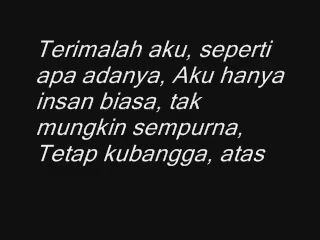 Terimalah aku, seperti
apa adanya, Aku hanya
insan biasa, tak
mungkin sempurna,
Tetap kubangga, atas